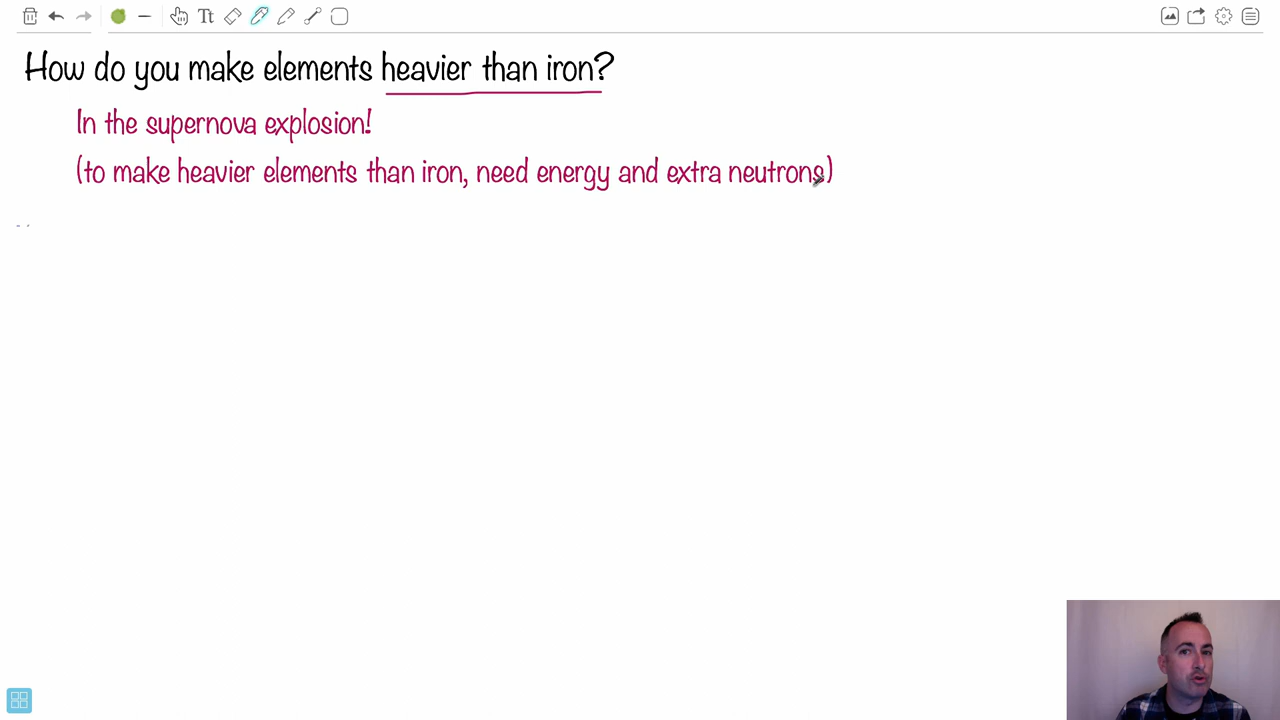 Tt
How do you make elements heavier than iron?
In the supernova explosion!
(to make heavier elements than iron, need energy and extra neutrons)